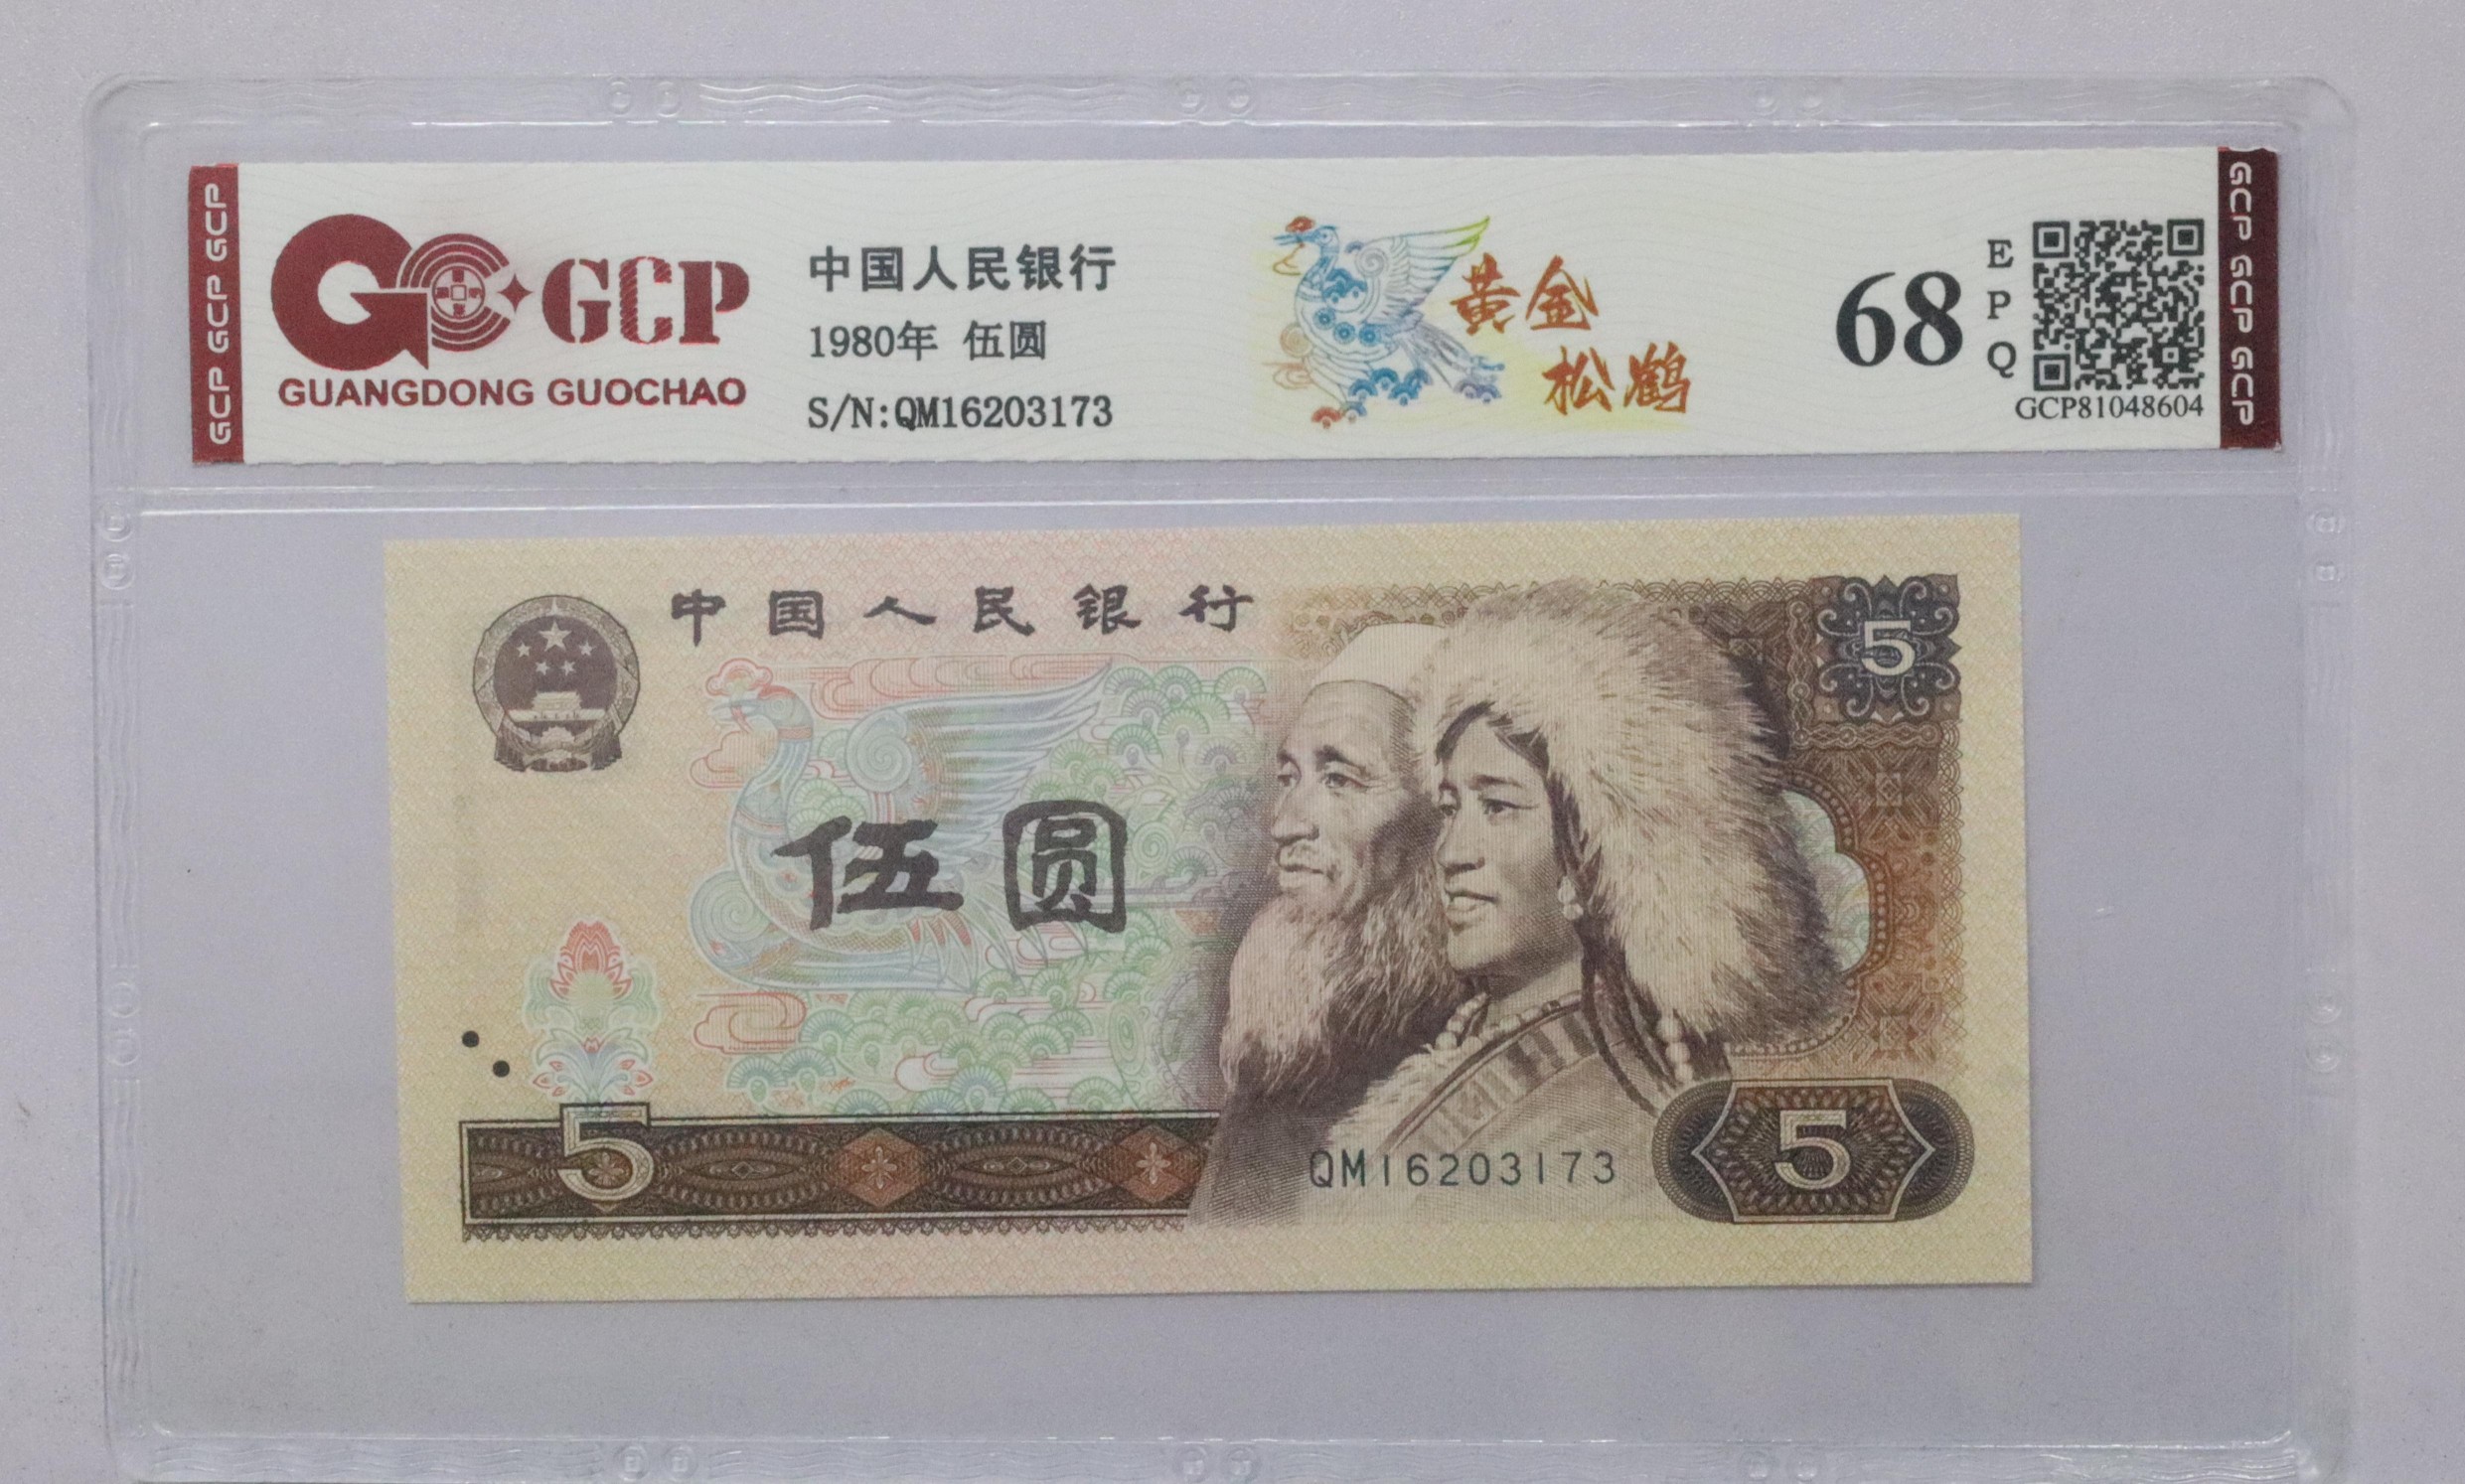 GCP GCP GCP
GCP
GUANGDONG GUOCHAO
中国人民银行
1980年 伍圆
S/N:QM16203173
黄金
松鹤
68
E
P
Q
GCP81048604
GCP GCP GCP
中国人民银行
5
伍圆
5
QM16203173
5